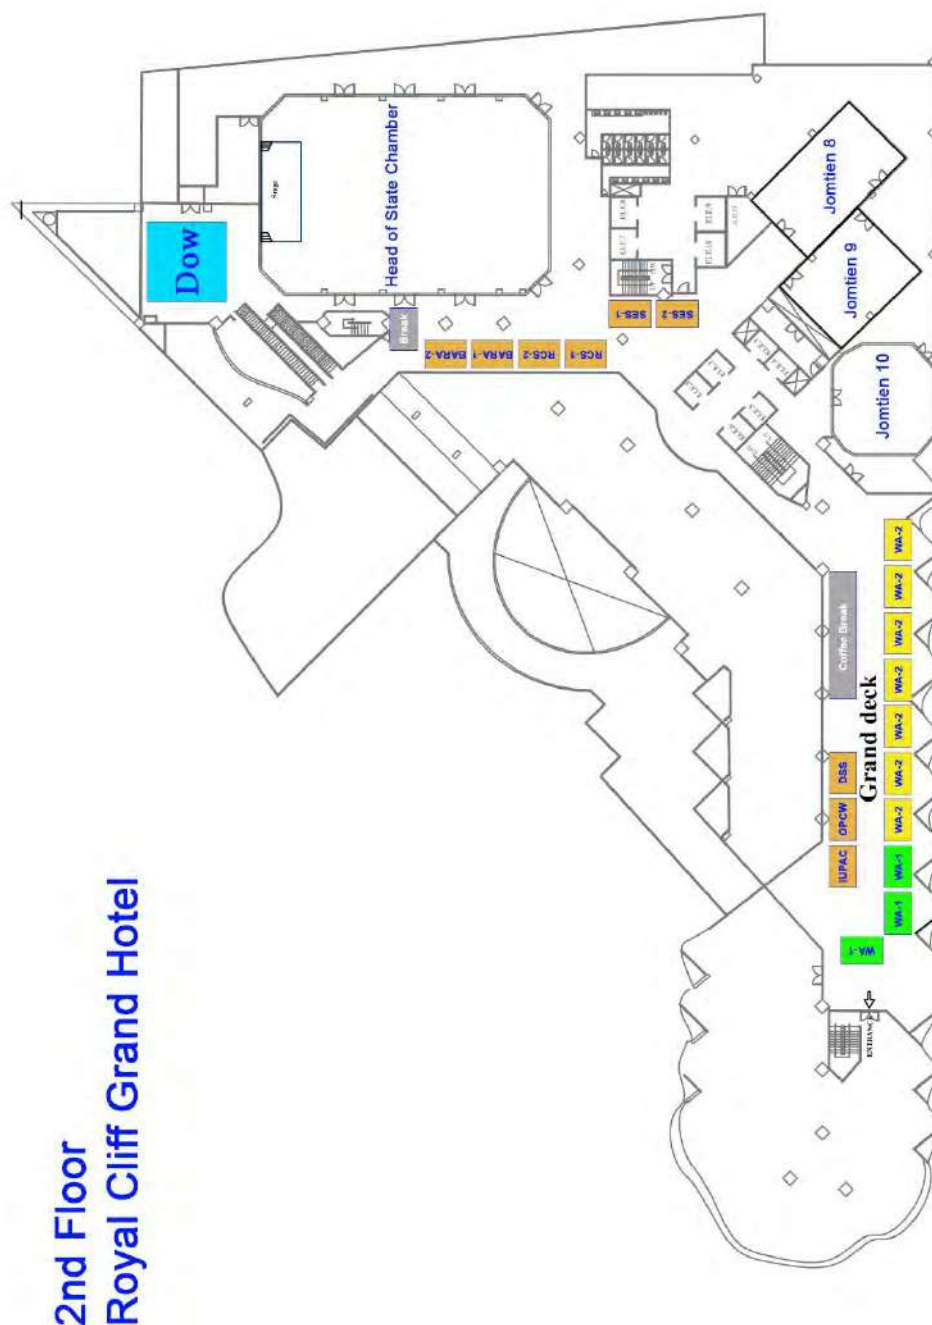 2nd Floor
Royal Cliff Grand Hotel
Dow
Stage
Head of State Chamber
Break
BARA-2
BARA-1
RCS-2
RCS-1
SES-1
SES-2
Jomtien 8
Jomtien 9
Jomtien 10
Coffee Break
Grand deck
IUPAC
OPCW
DSS
WA-1
WA-1
WA-1
WA-2
WA-2
WA-2
WA-2
WA-2
WA-2
WA-2
ENTRANCE